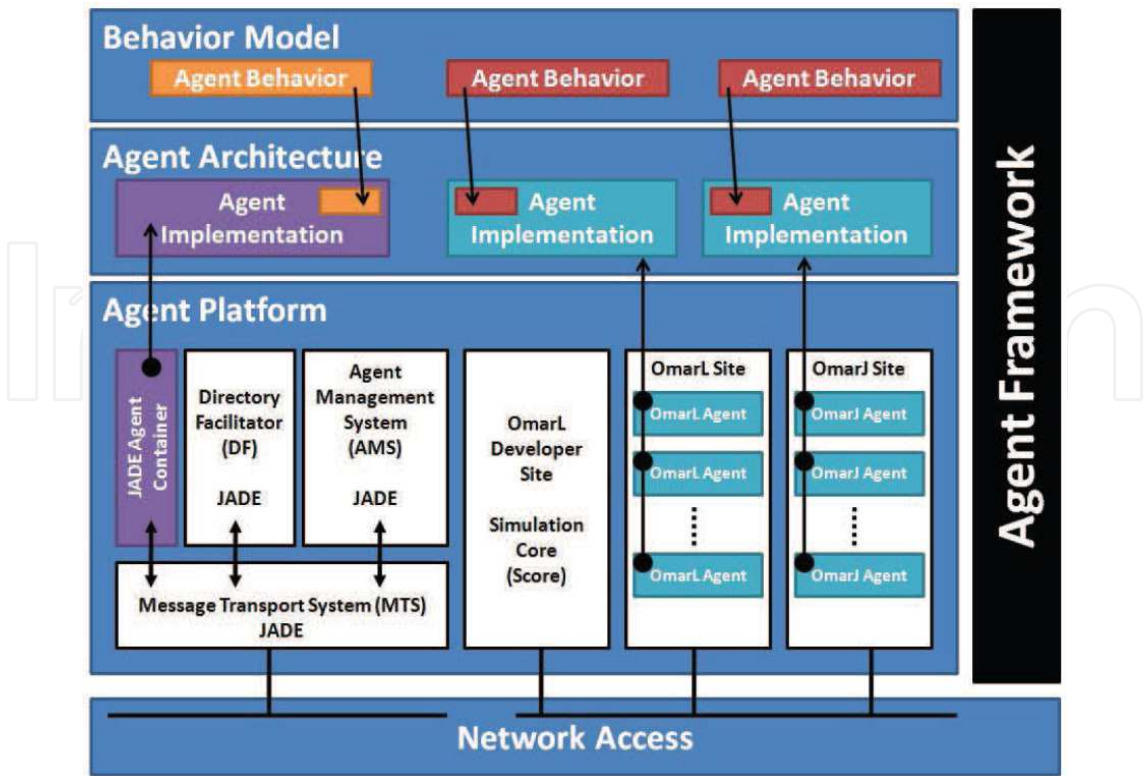 Behavior Model
Agent Behavior
Agent Behavior
Agent Behavior
Agent Architecture
Agent
Implementation
Agent
Implementation
Agent
Implementation
Agent Platform
JADE Agent
Container
Directory
Facilitator
(DF)
JADE
Agent
Management
System
(AMS)
JADE
Message Transport System (MTS)
JADE
OmarL
Developer
Site
Simulation
Core
(Score)
OmarL Site
OmarL Agent
OmarL Agent
OmarL Agent
OmarJ Site
OmarJ Agent
OmarJ Agent
OmarJ Agent
Network Access
Agent Framework